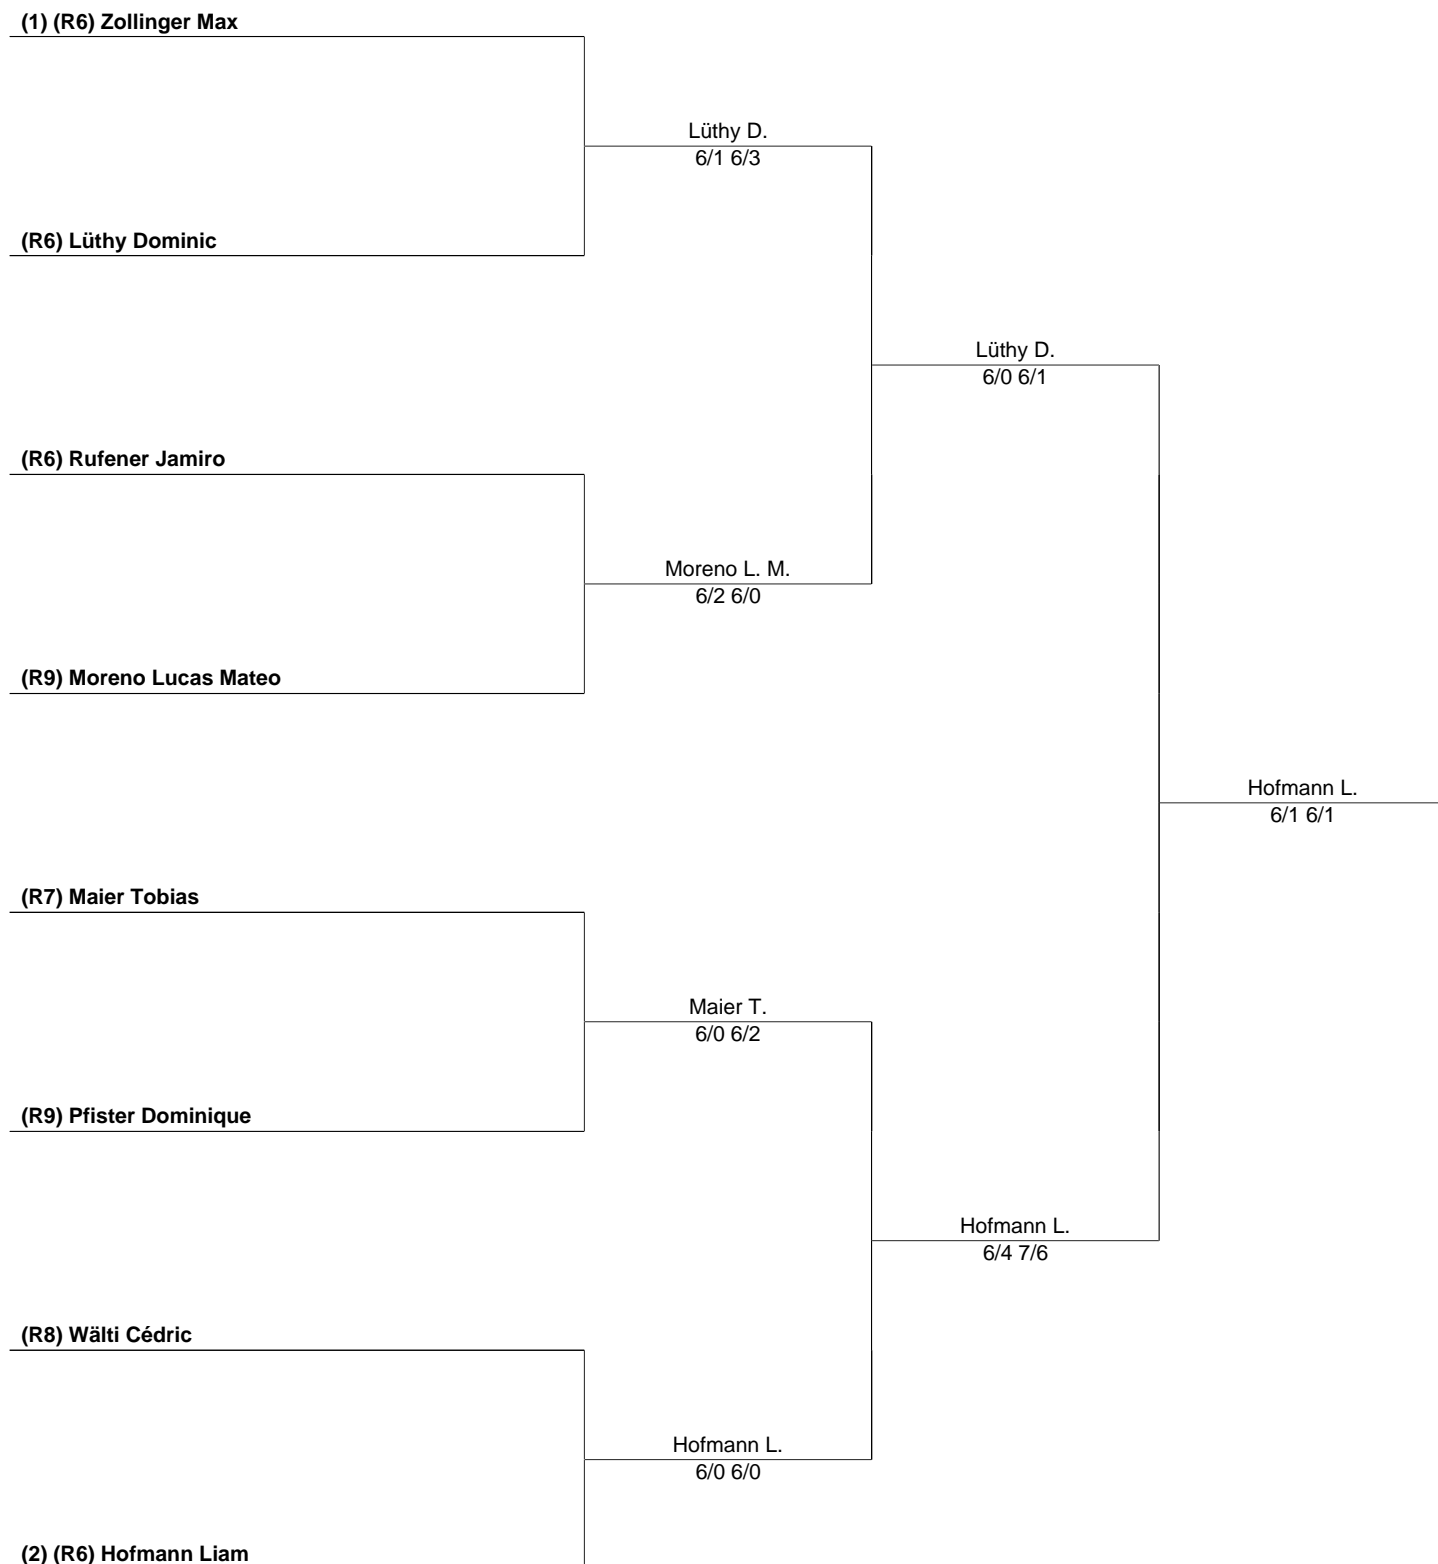 (1) (R6) Zollinger Max
Lüthy D.
6/1 6/3
(R6) Lüthy Dominic
Lüthy D.
6/0 6/1
(R6) Rufener Jamiro
Moreno L. M.
6/2 6/0
(R9) Moreno Lucas Mateo
Hofmann L.
6/1 6/1
(R7) Maier Tobias
Maier T.
6/0 6/2
(R9) Pfister Dominique
Hofmann L.
6/4 7/6
(R8) Wälti Cédric
Hofmann L.
6/0 6/0
(2) (R6) Hofmann Liam